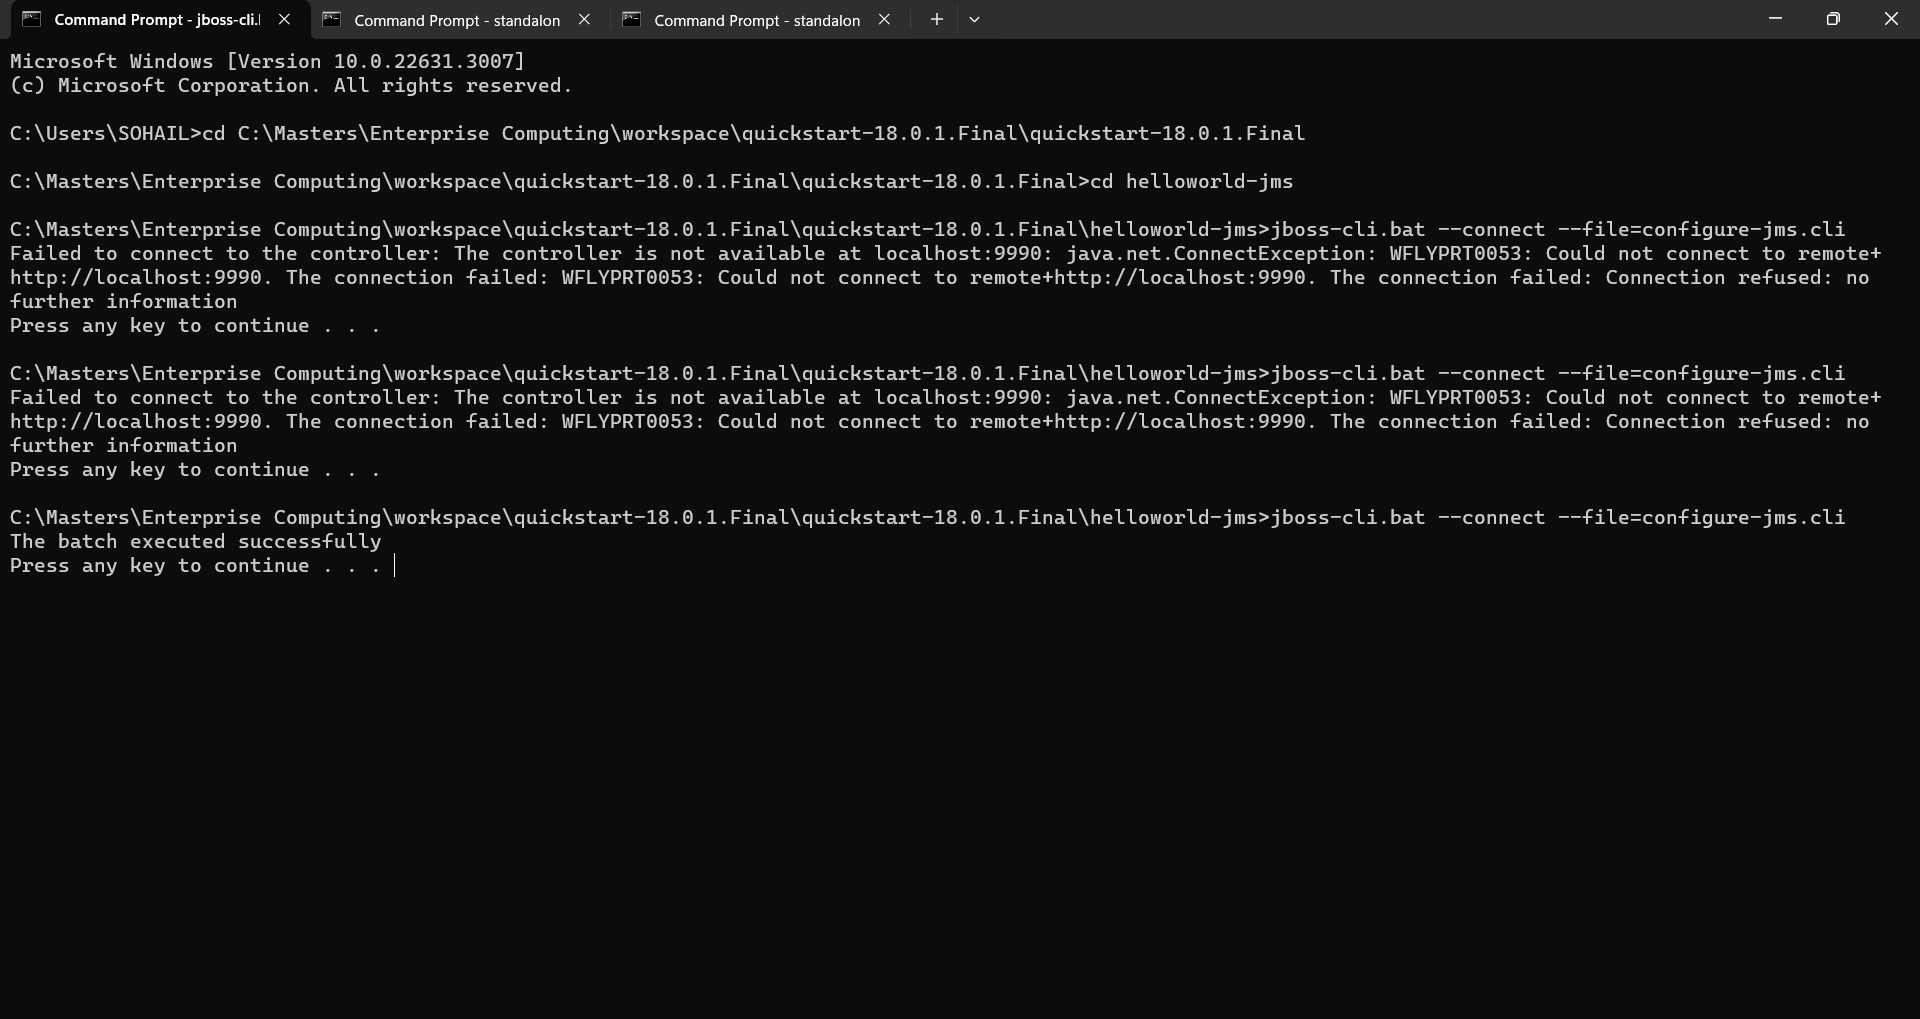 Command Prompt - jboss-cli.l
Command Prompt - standalon
Command Prompt - standalon
Microsoft Windows [Version 10.0.22631.3007]
(c) Microsoft Corporation. All rights reserved.
C:\Users\SOHAIL>cd C:\Masters\Enterprise Computing\workspace\quickstart-18.0.1.Final\quickstart-18.0.1.Final
C:\Masters\Enterprise Computing\workspace\quickstart-18.0.1.Final\quickstart-18.0.1.Final>cd helloworld-jms
C:\Masters\Enterprise Computing\workspace\quickstart-18.0.1.Final\quickstart-18.0.1.Final\helloworld-jms>jboss-cli.bat --connect --file=configure-jms.cli
Failed to connect to the controller: The controller is not available at localhost:9990: java.net.ConnectException: WFLYPRT0053: Could not connect to remote+
http://localhost:9990. The connection failed: WFLYPRT0053: Could not connect to remote+http://localhost:9990. The connection failed: Connection refused: no
further information
Press any key to continue . . .
C:\Masters\Enterprise Computing\workspace\quickstart-18.0.1.Final\quickstart-18.0.1.Final\helloworld-jms>jboss-cli.bat --connect --file=configure-jms.cli
Failed to connect to the controller: The controller is not available at localhost:9990: java.net.ConnectException: WFLYPRT0053: Could not connect to remote+
http://localhost:9990. The connection failed: WFLYPRT0053: Could not connect to remote+http://localhost:9990. The connection failed: Connection refused: no
further information
Press any key to continue . . .
C:\Masters\Enterprise Computing\workspace\quickstart-18.0.1.Final\quickstart-18.0.1.Final\helloworld-jms>jboss-cli.bat --connect --file=configure-jms.cli
The batch executed successfully
Press any key to continue . . .